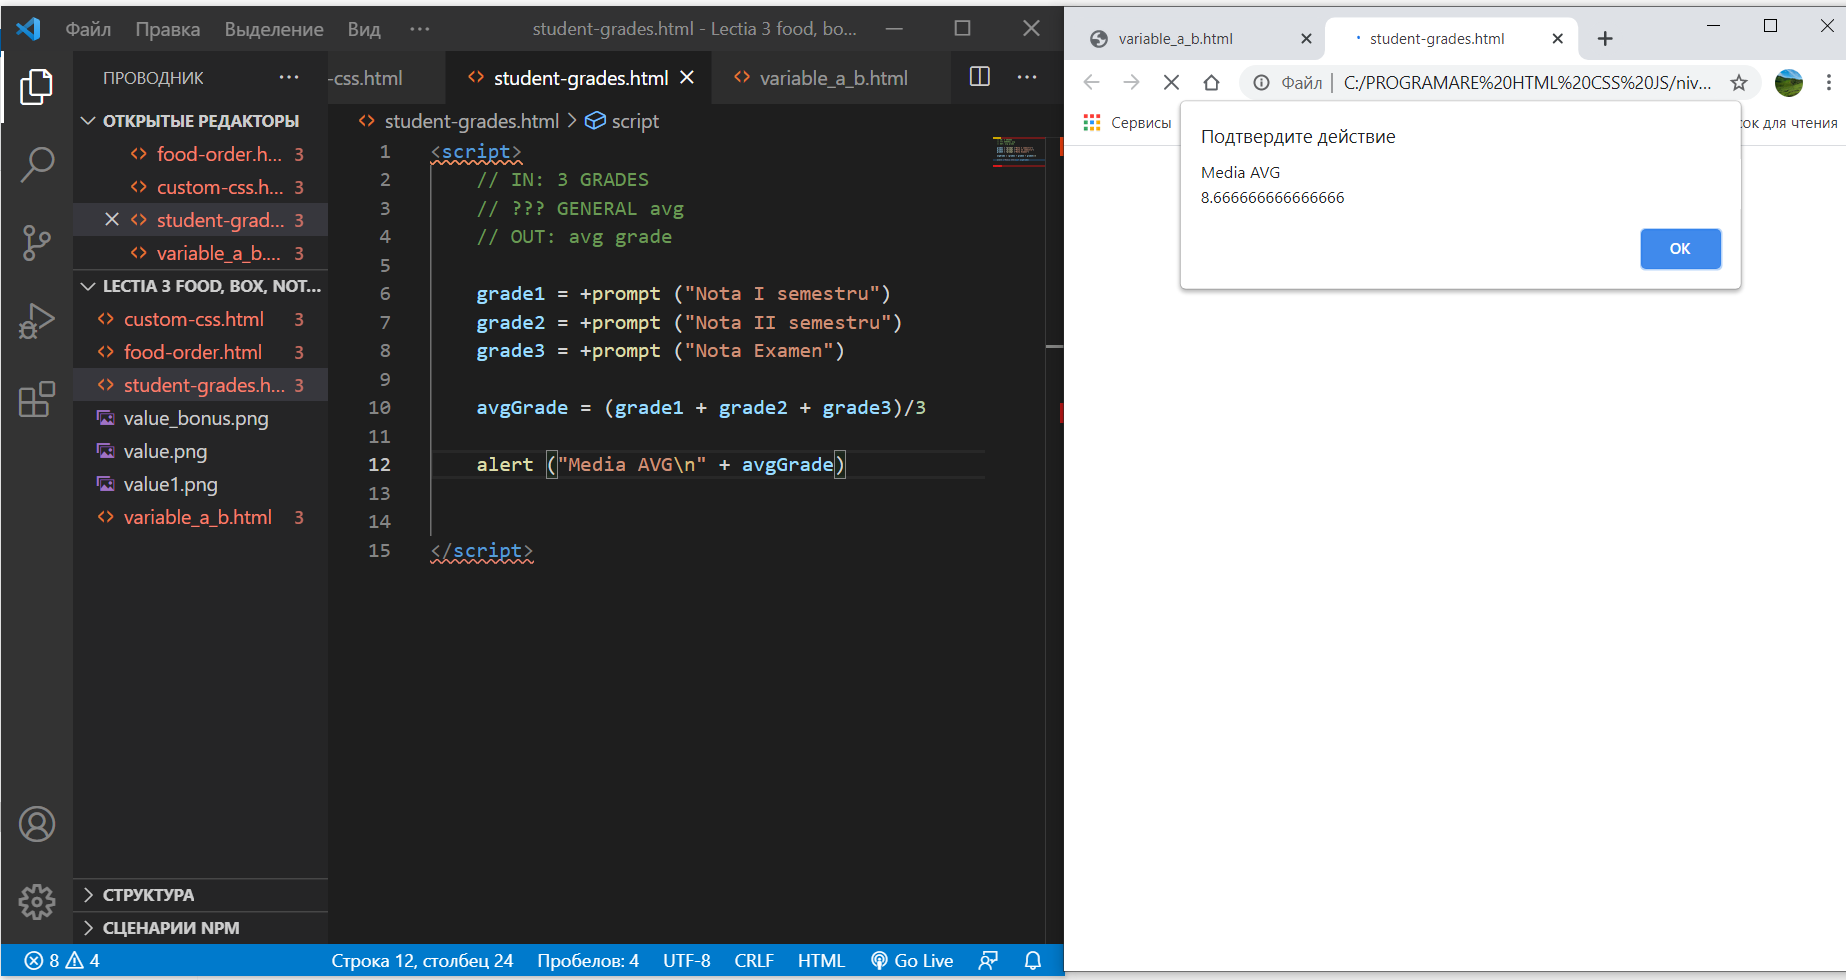 Файл Правка Выделение Вид ···
student-grades.html - Lectia 3 food, bo...
ПРОВОДНИК ···
ОТКРЫТЫЕ РЕДАКТОРЫ
food-order.h... 3
custom-css.h... 3
student-grad... 3
variable_a_b.... 3
LECTIA 3 FOOD, BOX, NOT...
custom-css.html 3
food-order.html 3
student-grades.h... 3
value_bonus.png
value.png
value1.png
variable_a_b.html 3
СТРУКТУРА
СЦЕНАРИИ NPM
-css.html student-grades.html variable_a_b.html
student-grades.html > script
1 <script>
2 // IN: 3 GRADES
3 // ??? GENERAL avg
4 // OUT: avg grade
5
6 grade1 = +prompt ("Nota I semestru")
7 grade2 = +prompt ("Nota II semestru")
8 grade3 = +prompt ("Nota Examen")
9
10 avgGrade = (grade1 + grade2 + grade3)/3
11
12 alert ("Media AVG\n" + avgGrade)
13
14
15 </script>
8 4 Строка 12, столбец 24 Пробелов: 4 UTF-8 CRLF HTML Go Live
variable_a_b.html student-grades.html
Файл | C:/PROGRAMARE%20HTML%20CSS%20JS/niv...
Сервисы
ок для чтения
Подтвердите действие
Media AVG
8.666666666666666
ОК